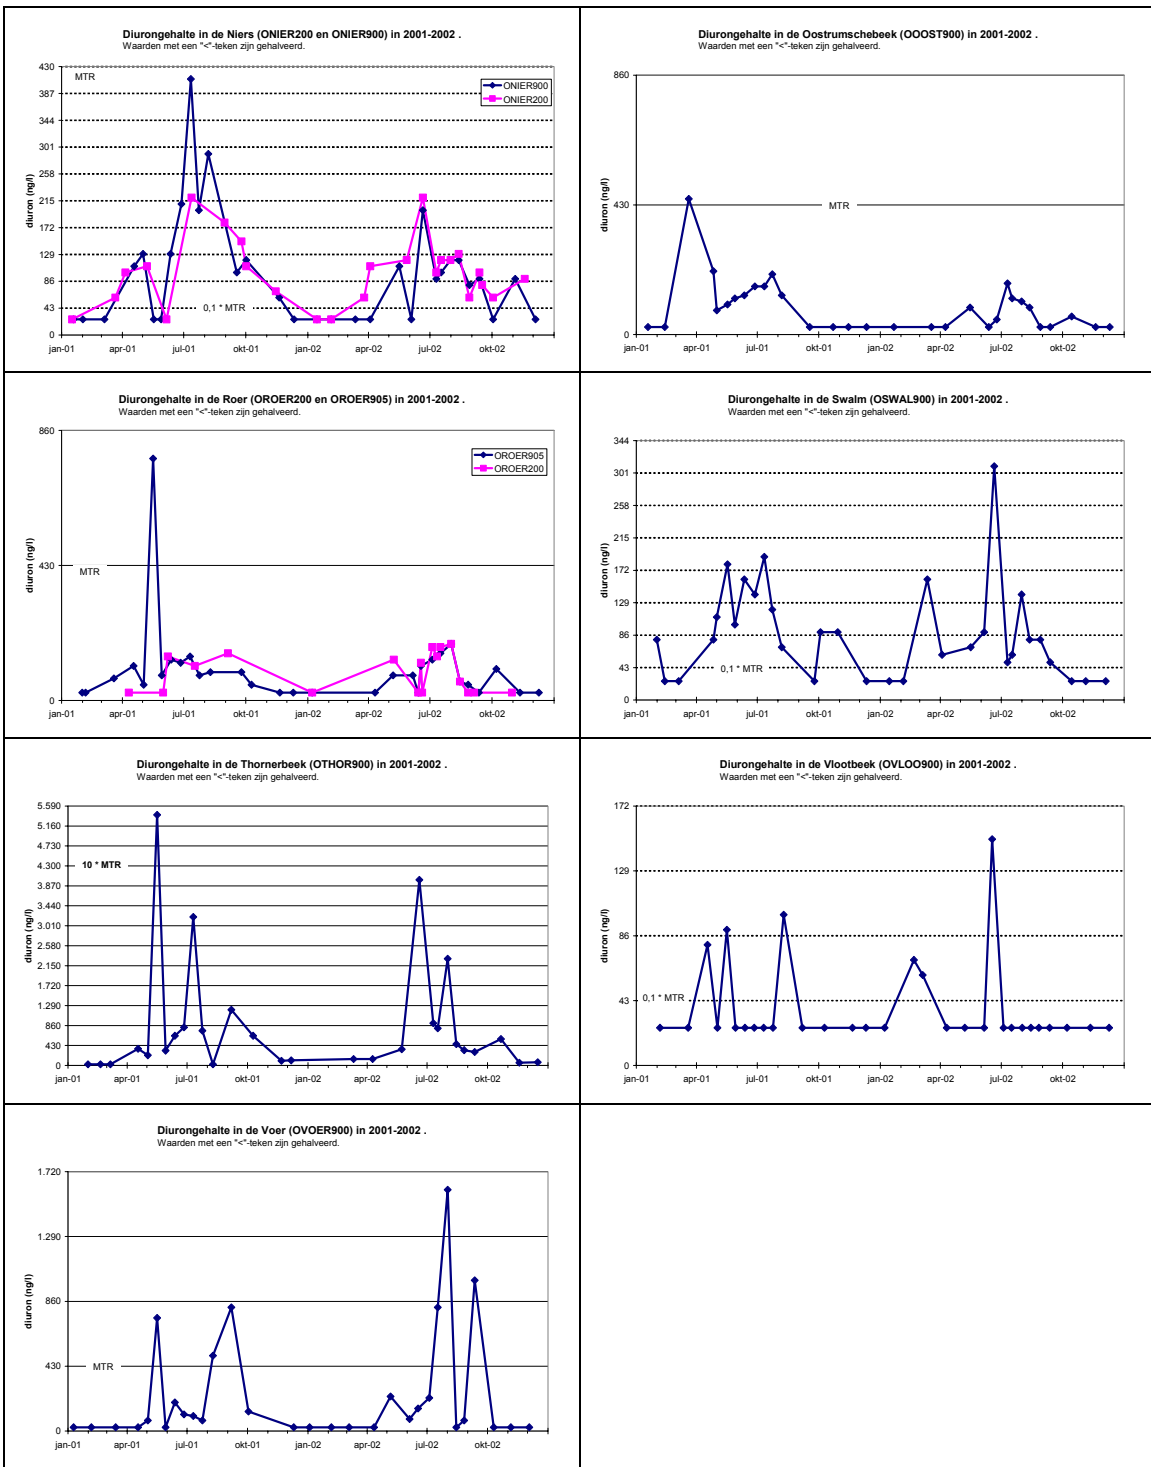 Diurongehalte in de Niers (ONIER200 en ONIER900) in 2001-2002 .
Waarden met een "<"-teken zijn gehalveerd.
430
387
344
301
258
215
172
129
86
43
0
diuron (ng/l)
MTR
0,1 * MTR
ONIER900
ONIER200
jan-01 apr-01 jul-01 okt-01 jan-02 apr-02 jul-02 okt-02
Diurongehalte in de Oostrumschebeek (OOOST900) in 2001-2002 .
Waarden met een "<"-teken zijn gehalveerd.
860
430
0
diuron (ng/l)
MTR
jan-01 apr-01 jul-01 okt-01 jan-02 apr-02 jul-02 okt-02
Diurongehalte in de Roer (OROER200 en OROER905) in 2001-2002 .
Waarden met een "<"-teken zijn gehalveerd.
860
430
0
diuron (ng/l)
MTR
OROER905
OROER200
jan-01 apr-01 jul-01 okt-01 jan-02 apr-02 jul-02 okt-02
Diurongehalte in de Swalm (OSWAL900) in 2001-2002 .
Waarden met een "<"-teken zijn gehalveerd.
344
301
258
215
172
129
86
43
0
diuron (ng/l)
0,1 * MTR
jan-01 apr-01 jul-01 okt-01 jan-02 apr-02 jul-02 okt-02
Diurongehalte in de Thornerbeek (OTHOR900) in 2001-2002 .
Waarden met een "<"-teken zijn gehalveerd.
5.590
5.160
4.730
4.300
3.870
3.440
3.010
2.580
2.150
1.720
1.290
860
430
0
diuron (ng/l)
10 * MTR
jan-01 apr-01 jul-01 okt-01 jan-02 apr-02 jul-02 okt-02
Diurongehalte in de Vlootbeek (OVLOO900) in 2001-2002 .
Waarden met een "<"-teken zijn gehalveerd.
172
129
86
43
0
diuron (ng/l)
0,1 * MTR
jan-01 apr-01 jul-01 okt-01 jan-02 apr-02 jul-02 okt-02
Diurongehalte in de Voer (OVOER900) in 2001-2002 .
Waarden met een "<"-teken zijn gehalveerd.
1.720
1.290
860
430
0
diuron (ng/l)
MTR
jan-01 apr-01 jul-01 okt-01 jan-02 apr-02 jul-02 okt-02